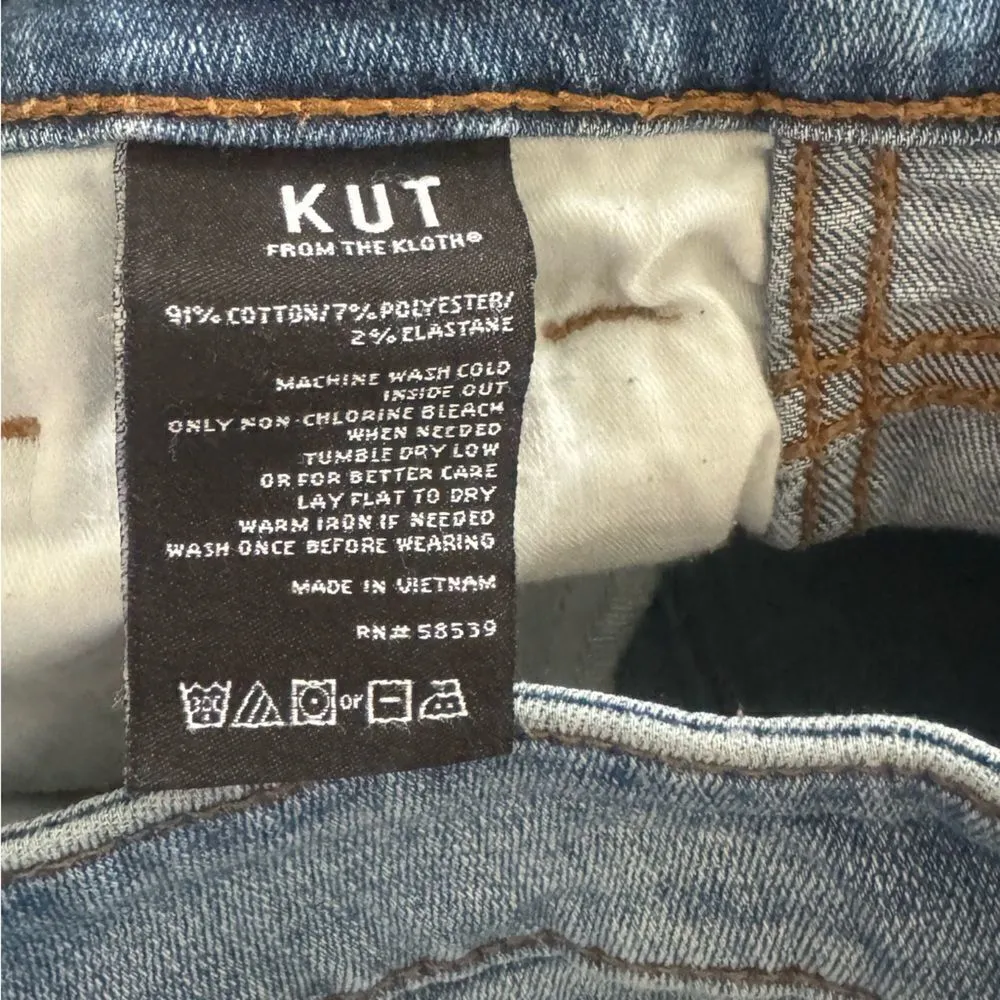 KUT
FROM THE KLOTH®
91% COTTON/7% POLYESTER/
2% ELASTANE
MACHINE WASH COLD
INSIDE OUT
ONLY NON-CHLORINE BLEACH
WHEN NEEDED
TUMBLE DRY LOW
OR FOR BETTER CARE
LAY FLAT TO DRY
WARM IRON IF NEEDED
WASH ONCE BEFORE WEARING
MADE IN VIETNAM
RN# 58539
or